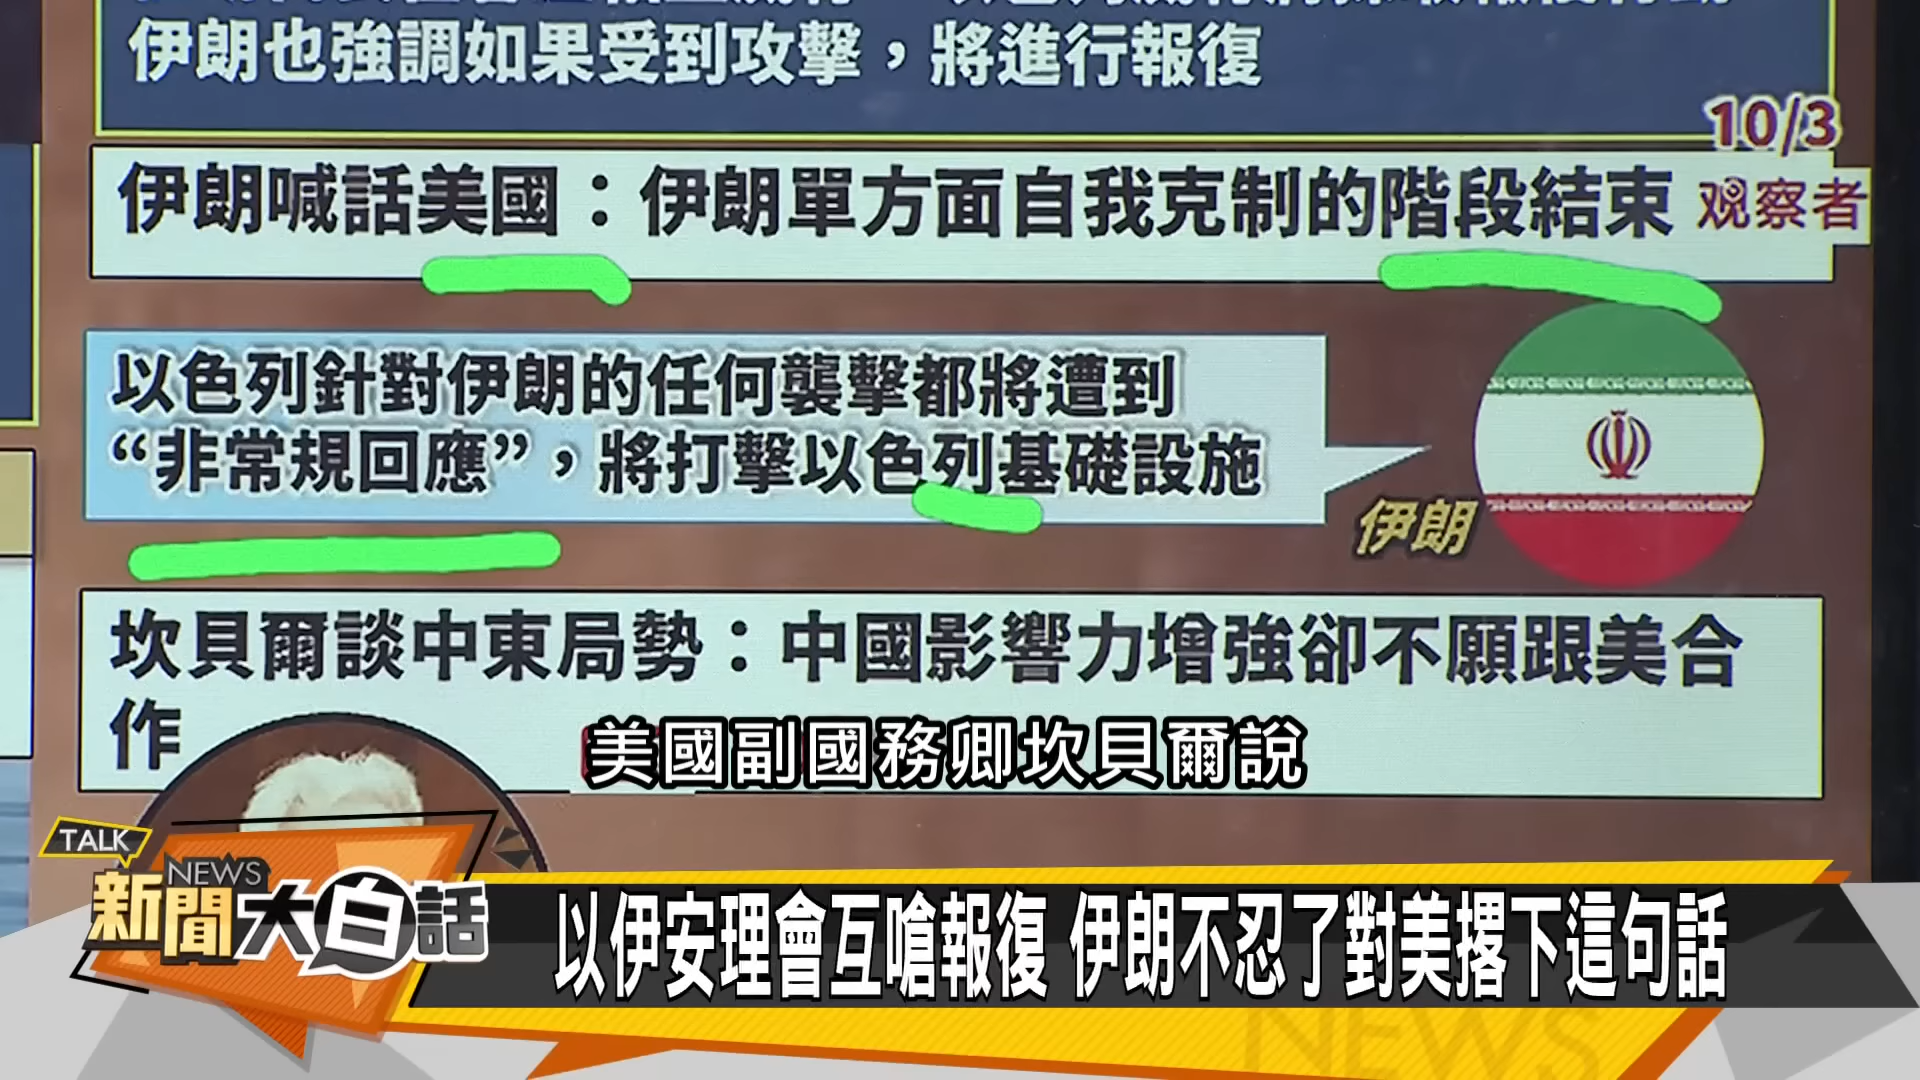 伊朗也強調如果受到攻擊，將進行報復
10/3
伊朗喊話美國：伊朗單方面自我克制的階段結束
观察者
以色列針對伊朗的任何襲擊都將遭到
“非常規回應”，將打擊以色列基礎設施
伊朗
坎貝爾談中東局勢：中國影響力增強卻不願跟美合
作
美國副國務卿坎貝爾說
TALK
NEWS
新聞大白話
以伊安理會互嗆報復 伊朗不忍了對美撂下這句話
NEWS